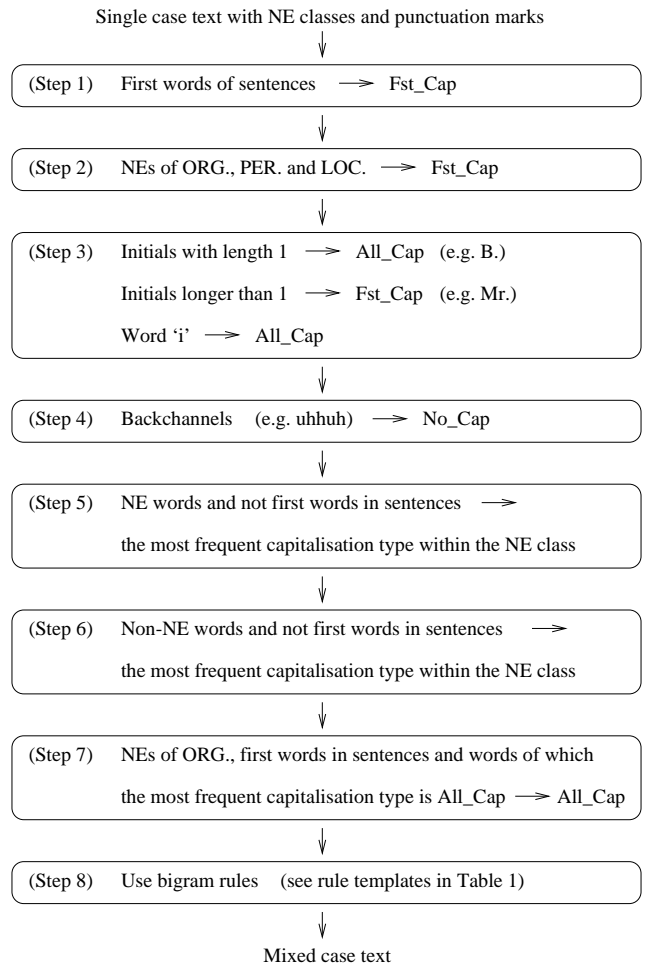 Single case text with NE classes and punctuation marks
(Step 1) First words of sentences → Fst_Cap
(Step 2) NEs of ORG., PER. and LOC. → Fst_Cap
(Step 3) Initials with length 1 → All_Cap (e.g. B.)
Initials longer than 1 → Fst_Cap (e.g. Mr.)
Word ‘i’ → All_Cap
(Step 4) Backchannels (e.g. uhhuh) → No_Cap
(Step 5) NE words and not first words in sentences →
the most frequent capitalisation type within the NE class
(Step 6) Non-NE words and not first words in sentences →
the most frequent capitalisation type within the NE class
(Step 7) NEs of ORG., first words in sentences and words of which
the most frequent capitalisation type is All_Cap → All_Cap
(Step 8) Use bigram rules (see rule templates in Table 1)
Mixed case text